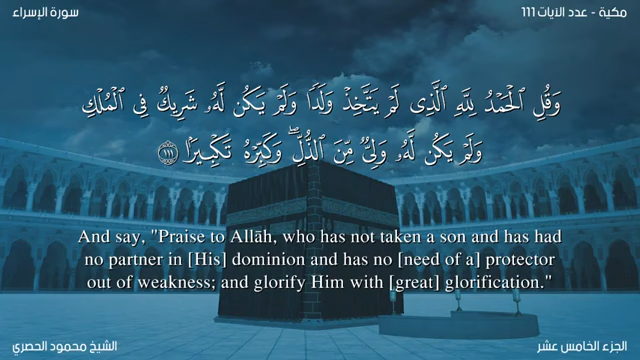 سورة الإسراء
مكية - عدد الآيات 111
وَقُلِ ٱلْحَمْدُ لِلَّهِ ٱلَّذِى لَمْ يَتَّخِذْ وَلَدًا وَلَمْ يَكُن لَّهُۥ شَرِيكٌ فِى ٱلْمُلْكِ
وَلَمْ يَكُن لَّهُۥ وَلِىٌّ مِّنَ ٱلذُّلِّ ۖ وَكَبِّرْهُ تَكْبِيرًۢا ١١١
And say, "Praise to Allāh, who has not taken a son and has had
no partner in [His] dominion and has no [need of a] protector
out of weakness; and glorify Him with [great] glorification."
الشيخ محمود الحصري
الجزء الخامس عشر